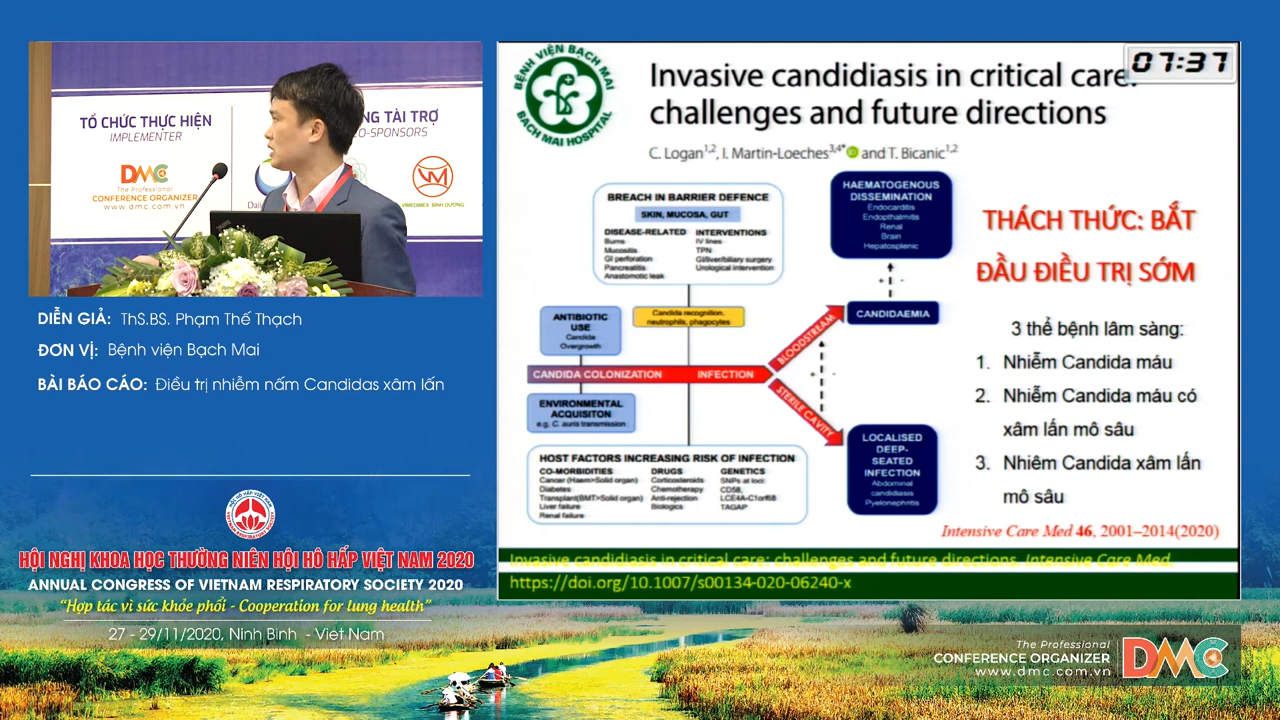 TỔ CHỨC THỰC HIỆN
IMPLEMENTER
DMC
The Professional
CONFERENCE ORGANIZER
www.dmc.com.vn
NG TÀI TRỢ
CO-SPONSORS
Daii
VM
VIMEDIMEX BÌNH DƯƠNG
DIỄN GIẢ: ThS.BS. Phạm Thế Thạch
ĐƠN VỊ: Bệnh viện Bạch Mai
BÀI BÁO CÁO: Điều trị nhiễm nấm Candidas xâm lấn
HỘI HÔ HẤP VIỆT NAM
HỘI NGHỊ KHOA HỌC THƯỜNG NIÊN HỘI HÔ HẤP VIỆT NAM 2020
ANNUAL CONGRESS OF VIETNAM RESPIRATORY SOCIETY 2020
“Hợp tác vì sức khỏe phổi - Cooperation for lung health”
27 - 29/11/2020, Ninh Bình - Việt Nam
BỆNH VIỆN BẠCH MAI
BACH MAI HOSPITAL
07:37
Invasive candidiasis in critical care:
challenges and future directions
C. Logan1,2, I. Martin-Loeches3,4* and T. Bicanic1,2
BREACH IN BARRIER DEFENCE
SKIN, MUCOSA, GUT
DISEASE-RELATED
Burns
Mucositis
GI perforation
Pancreatitis
Anastomotic leak
INTERVENTIONS
IV lines
TPN
GI/liver/biliary surgery
Urological intervention
HAEMATOGENOUS
DISSEMINATION
Endocarditis
Endopthalmitis
Renal
Brain
Hepatosplenic
ANTIBIOTIC
USE
Candida
Overgrowth
Candida recognition,
neutrophils, phagocytes
CANDIDAEMIA
+ -
BLOODSTREAM
CANDIDA COLONIZATION
INFECTION
+ -
STERILE CAVITY
ENVIRONMENTAL
ACQUISITON
e.g. C. auris transmission
LOCALISED
DEEP-
SEATED
INFECTION
Abdominal
candidiasis
Pyelonephritis
HOST FACTORS INCREASING RISK OF INFECTION
CO-MORBIDITIES
Cancer (Haem>Solid organ)
Diabetes
Transplant(BMT>Solid organ)
Liver failure
Renal failure
DRUGS
Corticosteroids
Chemotherapy
Anti-rejection
Biologics
GENETICS
SNPs at loci:
CD58,
LCE4A-C1orf68
TAGAP
THÁCH THỨC: BẮT
ĐẦU ĐIỀU TRỊ SỚM
3 thể bệnh lâm sàng:
1. Nhiễm Candida máu
2. Nhiễm Candida máu có
xâm lấn mô sâu
3. Nhiêm Candida xâm lấn
mô sâu
Intensive Care Med 46, 2001–2014(2020)
Invasive candidiasis in critical care: challenges and future directions. Intensive Care Med.
https://doi.org/10.1007/s00134-020-06240-x
The Professional
CONFERENCE ORGANIZER
www.dmc.com.vn
DMC